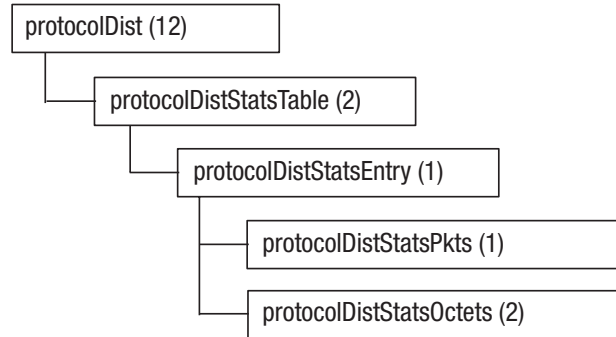 protocolDist (12)
protocolDistStatsTable (2)
protocolDistStatsEntry (1)
protocolDistStatsPkts (1)
protocolDistStatsOctets (2)